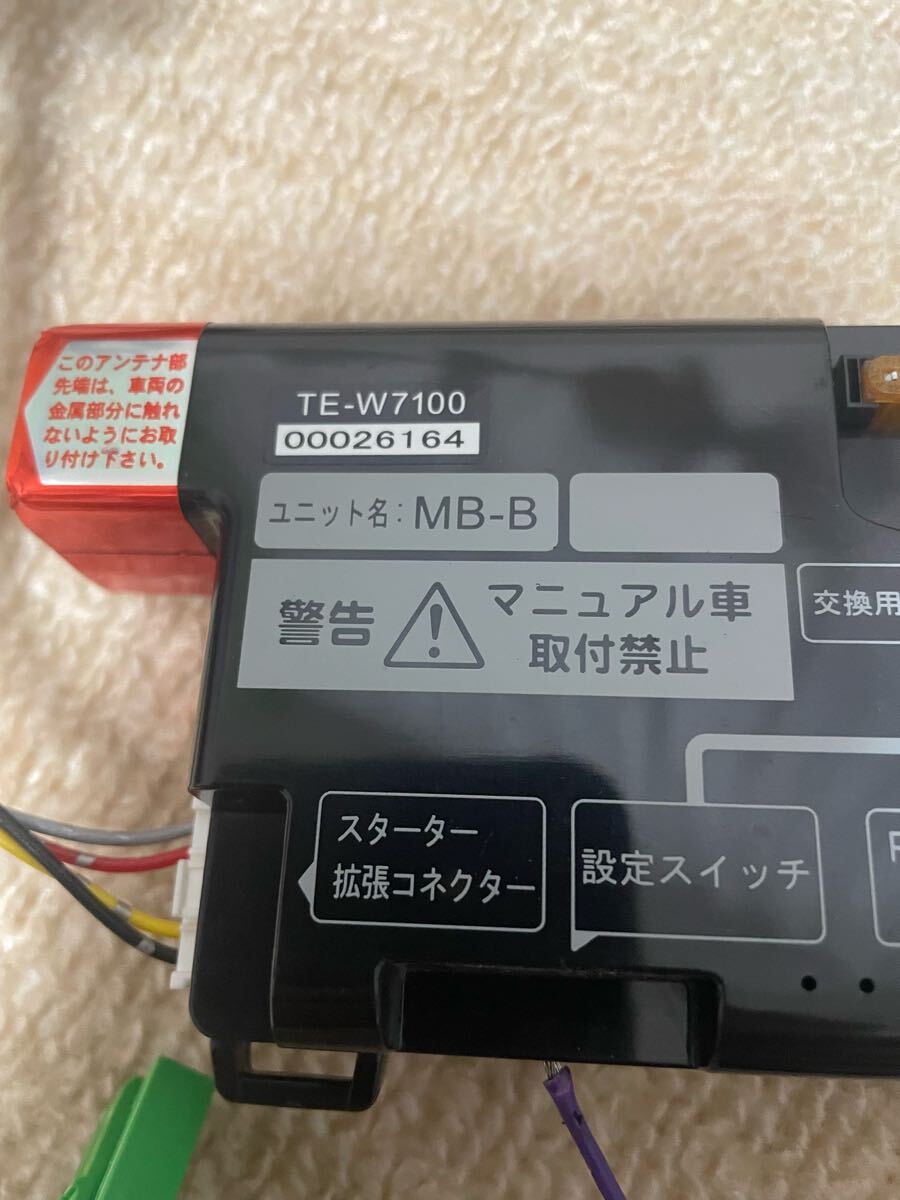 このアンテナ部
先端は、車両の
金属部分に触れ
ないようにお取
り付け下さい。
TE-W7100
00026164
ユニット名：MB-B
警告
マニュアル車
取付禁止
交換用
スターター
拡張コネクター
設定スイッチ